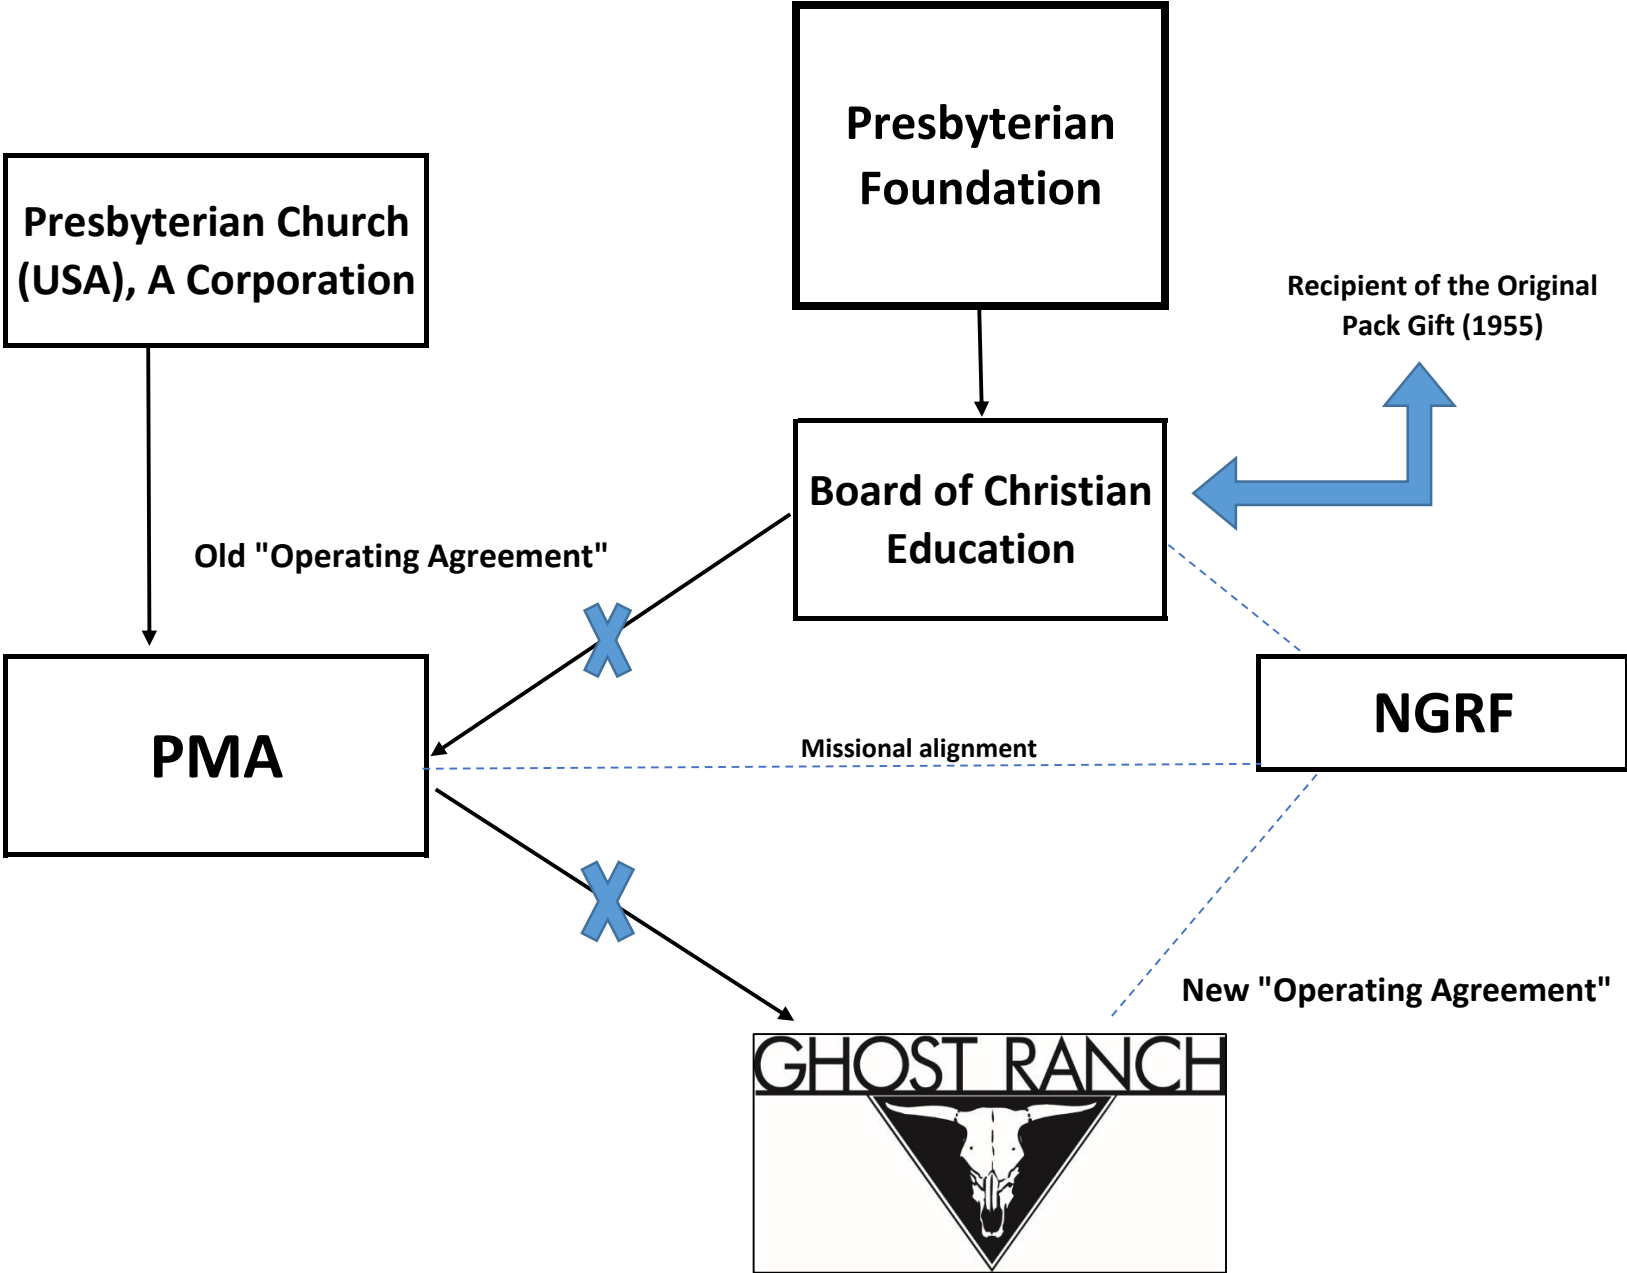 Presbyterian
Foundation
Presbyterian Church
(USA), A Corporation
Recipient of the Original
Pack Gift (1955)
Board of Christian
Education
Old "Operating Agreement"
NGRF
PMA
Missional alignment
New "Operating Agreement"
GHOST RANCH